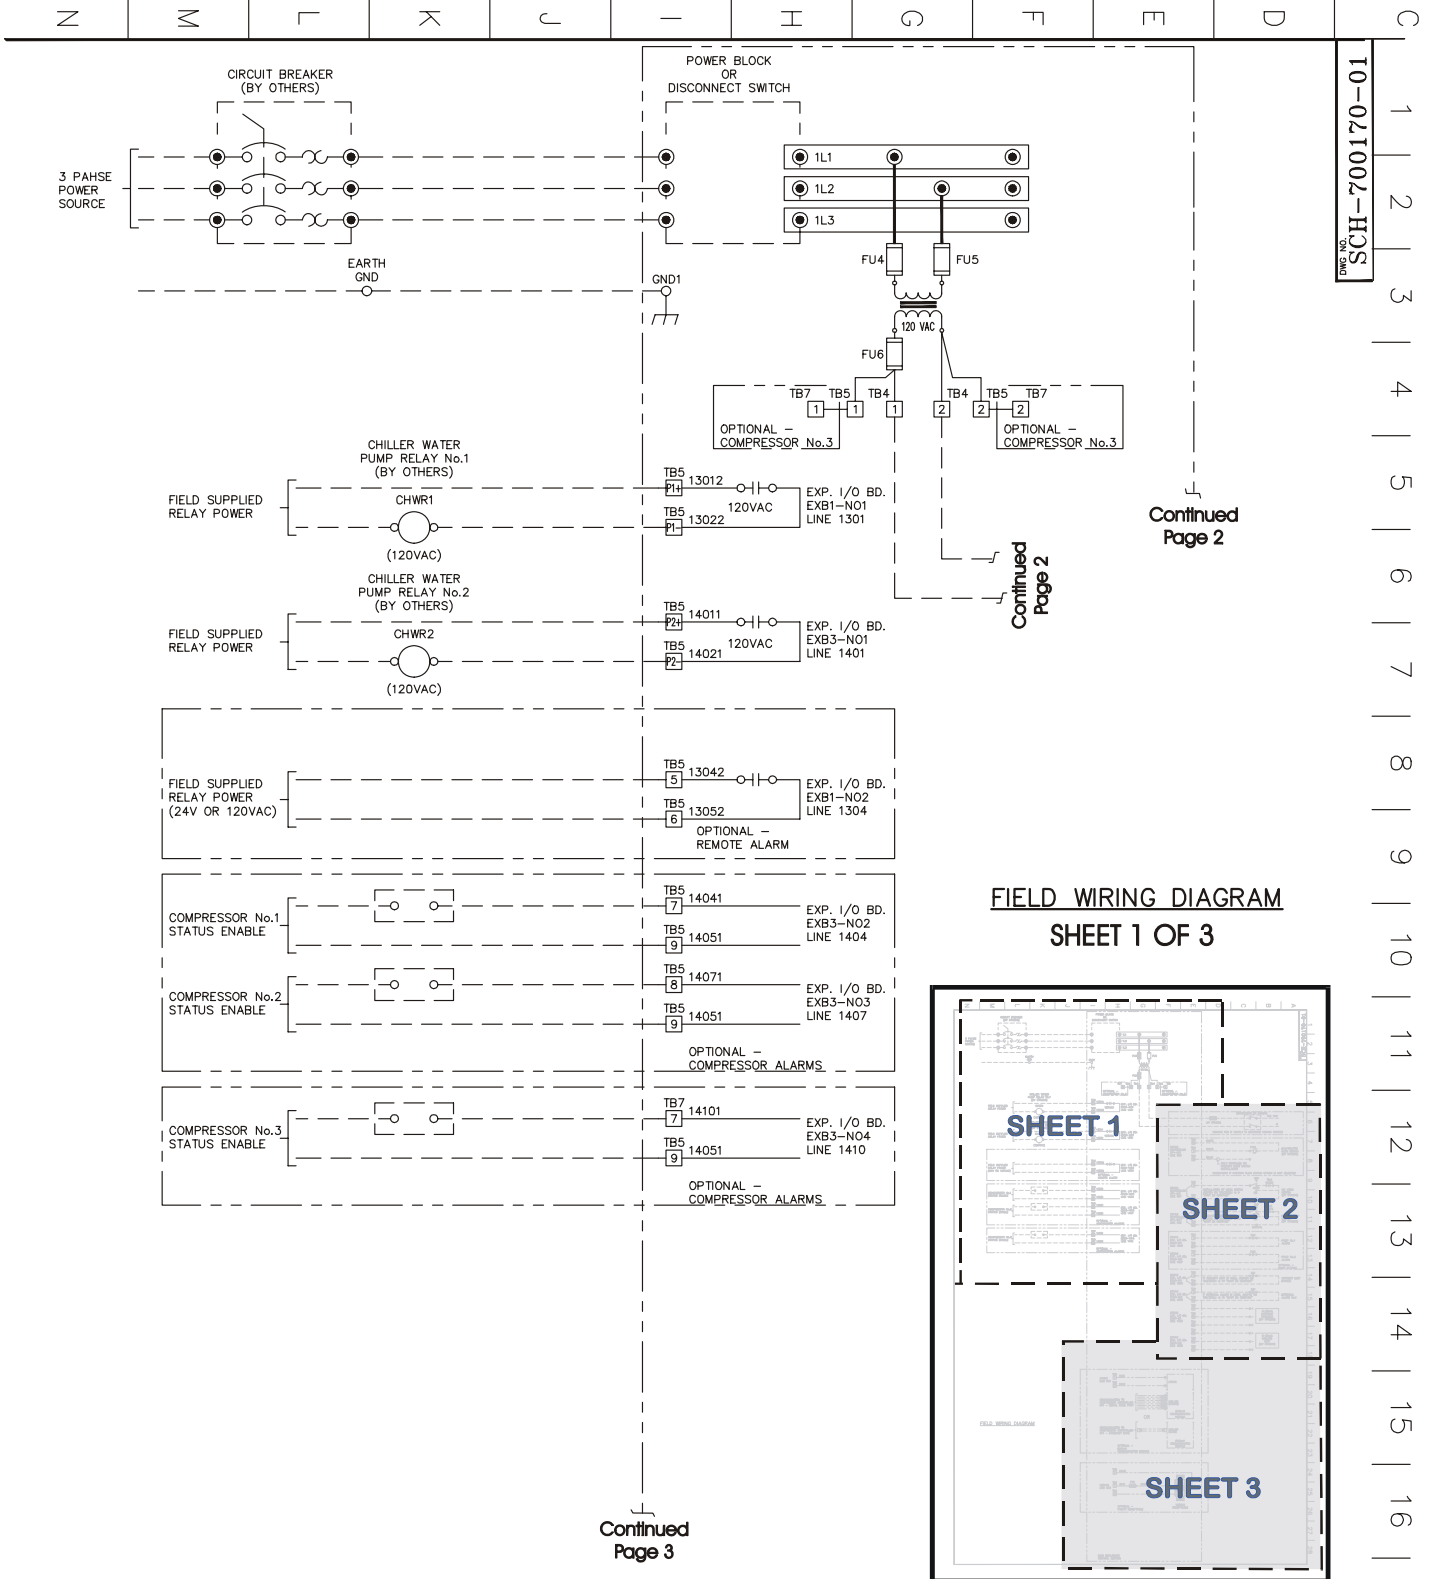 N M L K J I H G F E D C
DWG NO.
SCH-700170-01
1
2
3
4
5
6
7
8
9
10
11
12
13
14
15
16
CIRCUIT BREAKER
(BY OTHERS)
POWER BLOCK
OR
DISCONNECT SWITCH
3 PAHSE
POWER
SOURCE
1L1
1L2
1L3
EARTH
GND
GND1
FU4
FU5
120 VAC
FU6
TB7 TB5 TB4 TB4 TB5 TB7
1 1 1 2 2 2
OPTIONAL –
COMPRESSOR No.3
OPTIONAL –
COMPRESSOR No.3
CHILLER WATER
PUMP RELAY No.1
(BY OTHERS)
FIELD SUPPLIED
RELAY POWER
CHWR1
(120VAC)
TB5
P1+ 13012
TB5
P1- 13022
120VAC
EXP. I/O BD.
EXB1–NO1
LINE 1301
Continued
Page 2
Continued
Page 2
CHILLER WATER
PUMP RELAY No.2
(BY OTHERS)
FIELD SUPPLIED
RELAY POWER
CHWR2
(120VAC)
TB5
P2+ 14011
TB5
P2- 14021
120VAC
EXP. I/O BD.
EXB3–NO1
LINE 1401
FIELD SUPPLIED
RELAY POWER
(24V OR 120VAC)
TB5
5 13042
TB5
6 13052
EXP. I/O BD.
EXB1–NO2
LINE 1304
OPTIONAL –
REMOTE ALARM
COMPRESSOR No.1
STATUS ENABLE
TB5
7 14041
TB5
9 14051
EXP. I/O BD.
EXB3–NO2
LINE 1404
COMPRESSOR No.2
STATUS ENABLE
TB5
8 14071
TB5
9 14051
EXP. I/O BD.
EXB3–NO3
LINE 1407
OPTIONAL –
COMPRESSOR ALARMS
COMPRESSOR No.3
STATUS ENABLE
TB7
7 14101
TB5
9 14051
EXP. I/O BD.
EXB3–NO4
LINE 1410
OPTIONAL –
COMPRESSOR ALARMS
Continued
Page 3
FIELD WIRING DIAGRAM
SHEET 1 OF 3
SHEET 1
SHEET 2
SHEET 3
FIELD WIRING DIAGRAM